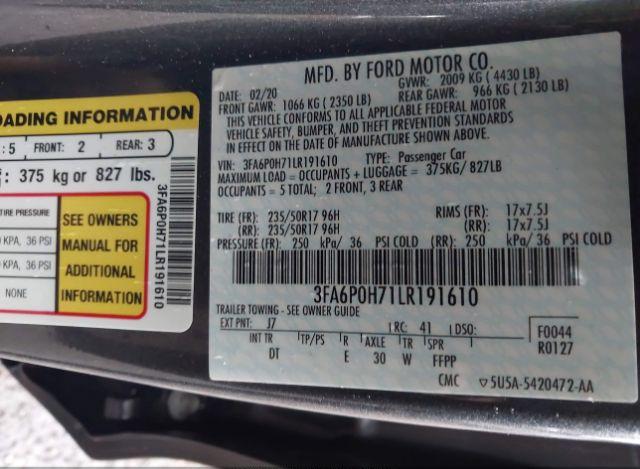 OADING INFORMATION
: 5 FRONT: 2 REAR: 3
: 375 kg or 827 lbs.
TIRE PRESSURE
KPA, 36 PSI
KPA, 36 PSI
NONE
SEE OWNERS
MANUAL FOR
ADDITIONAL
INFORMATION
3FA6P0H71LR191610
MFD. BY FORD MOTOR CO.
DATE: 02/20 GVWR: 2009 KG (4430 LB)
FRONT GAWR: 1066 KG (2350 LB) REAR GAWR: 966 KG (2130 LB)
THIS VEHICLE CONFORMS TO ALL APPLICABLE FEDERAL MOTOR
VEHICLE SAFETY, BUMPER, AND THEFT PREVENTION STANDARDS
IN EFFECT ON THE DATE OF MANUFACTURE SHOWN ABOVE.
VIN: 3FA6P0H71LR191610 TYPE: Passenger Car
MAXIMUM LOAD = OCCUPANTS + LUGGAGE = 375KG/ 827LB
OCCUPANTS = 5 TOTAL; 2 FRONT, 3 REAR
TIRE (FR): 235/50R17 96H RIMS (FR): 17x7.5J
(RR): 235/50R17 96H (RR): 17x7.5J
PRESSURE (FR): 250 kPa/ 36 PSI COLD (RR): 250 kPa/ 36 PSI COLD
3FA6P0H71LR191610
TRAILER TOWING - SEE OWNER GUIDE
EXT PNT: J7 RC: 41 DSO:
INT TR TP/PS R AXLE TR SPR
DT E 30 W FFPP
F0044
R0127
CMC 5U5A-5420472-AA